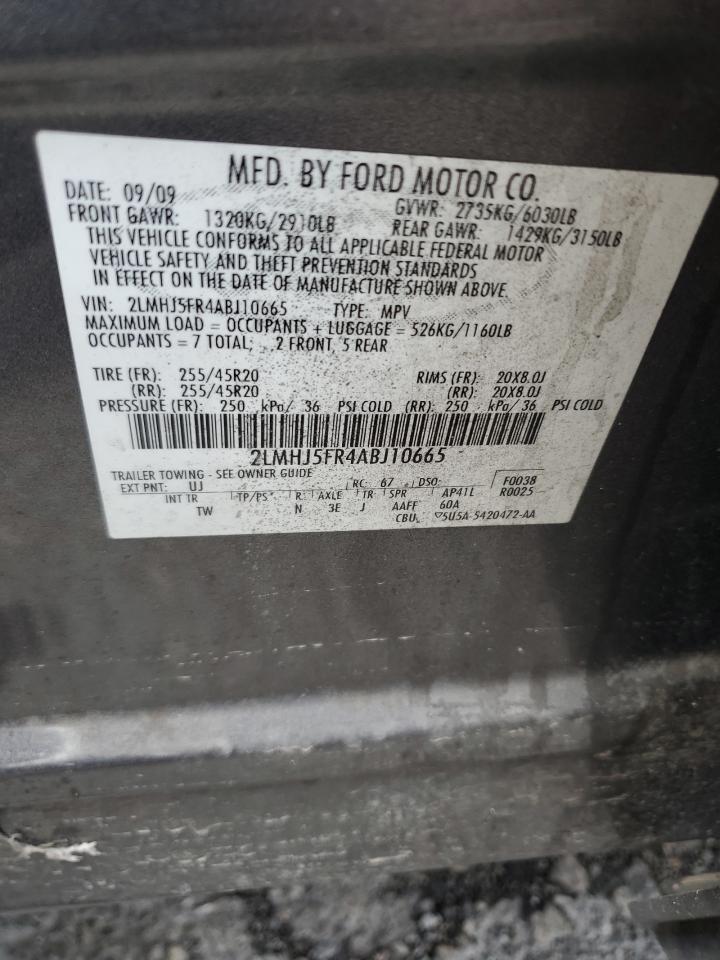 MFD. BY FORD MOTOR CO.
DATE: 09/09 GVWR: 2735KG/6030LB
FRONT GAWR: 1320KG/2910LB REAR GAWR: 1429KG/3150LB
THIS VEHICLE CONFORMS TO ALL APPLICABLE FEDERAL MOTOR
VEHICLE SAFETY AND THEFT PREVENTION STANDARDS
IN EFFECT ON THE DATE OF MANUFACTURE SHOWN ABOVE.
VIN: 2LMHJ5FR4ABJ10665 TYPE: MPV
MAXIMUM LOAD = OCCUPANTS + LUGGAGE = 526KG/1160LB
OCCUPANTS = 7 TOTAL; 2 FRONT, 5 REAR
TIRE (FR): 255/45R20 RIMS (FR): 20X8.0J
(RR): 255/45R20 (RR): 20X8.0J
PRESSURE (FR): 250 kPa/ 36 PSI COLD (RR): 250 kPa/ 36 PSI COLD
2LMHJ5FR4ABJ10665
TRAILER TOWING - SEE OWNER GUIDE
EXT PNT: UJ RC: 67 DSO: F0038
INT TR TP/PS R AXLE TR SPR AP41L R0025
TW N 3E J AAFF 60A
CBU 5U5A-5420472-AA